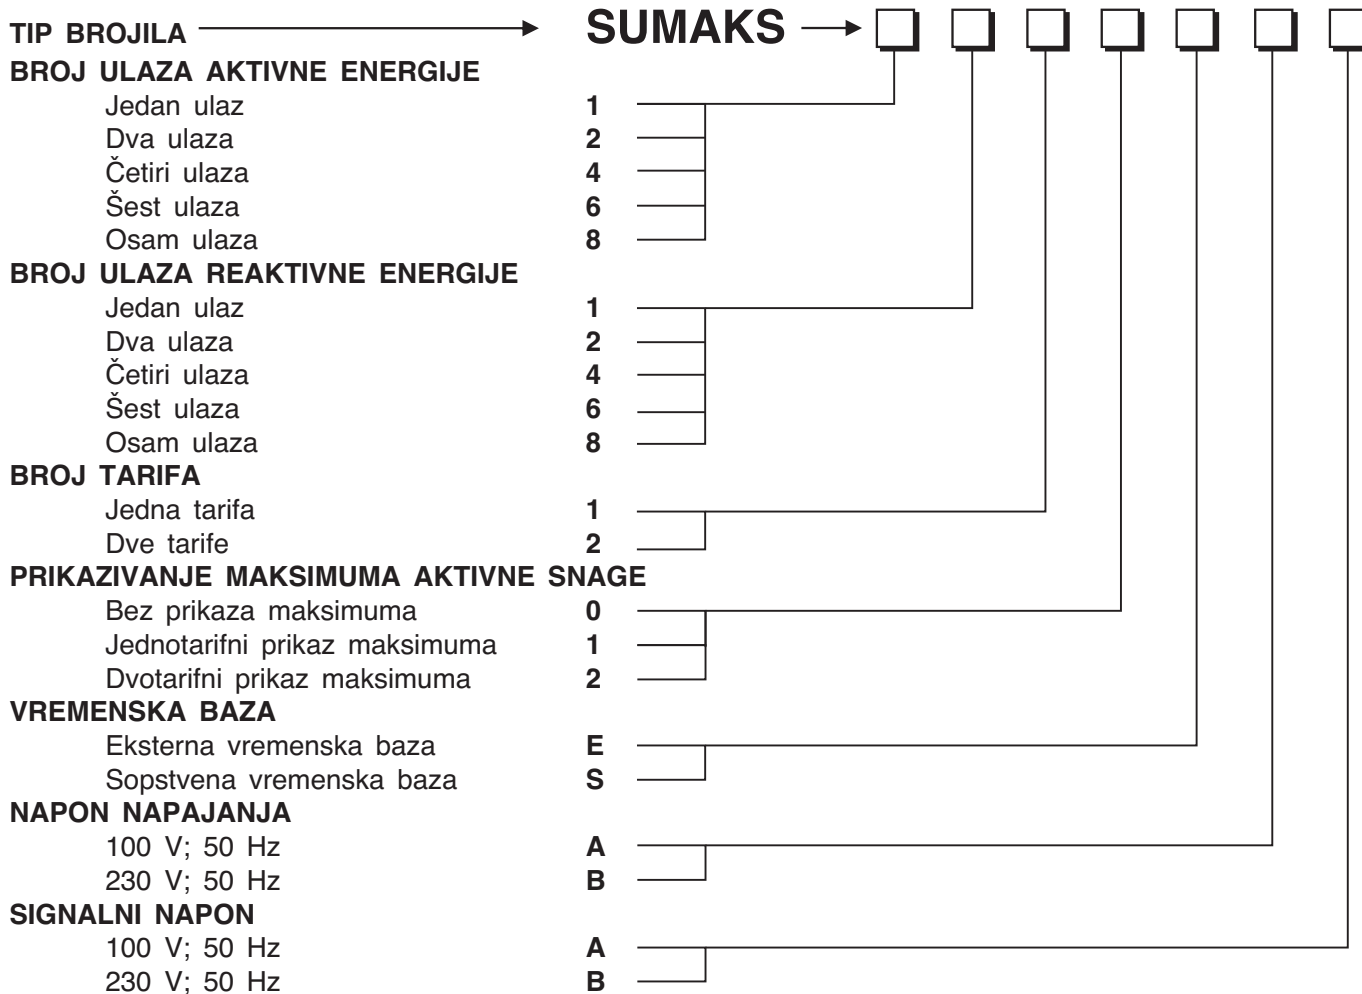 TIP BROJILA SUMAKS
BROJ ULAZA AKTIVNE ENERGIJE
Jedan ulaz 1
Dva ulaza 2
Četiri ulaza 4
Šest ulaza 6
Osam ulaza 8
BROJ ULAZA REAKTIVNE ENERGIJE
Jedan ulaz 1
Dva ulaza 2
Četiri ulaza 4
Šest ulaza 6
Osam ulaza 8
BROJ TARIFA
Jedna tarifa 1
Dve tarife 2
PRIKAZIVANJE MAKSIMUMA AKTIVNE SNAGE
Bez prikaza maksimuma 0
Jednotarifni prikaz maksimuma 1
Dvotarifni prikaz maksimuma 2
VREMENSKA BAZA
Eksterna vremenska baza E
Sopstvena vremenska baza S
NAPON NAPAJANJA
100 V; 50 Hz A
230 V; 50 Hz B
SIGNALNI NAPON
100 V; 50 Hz A
230 V; 50 Hz B